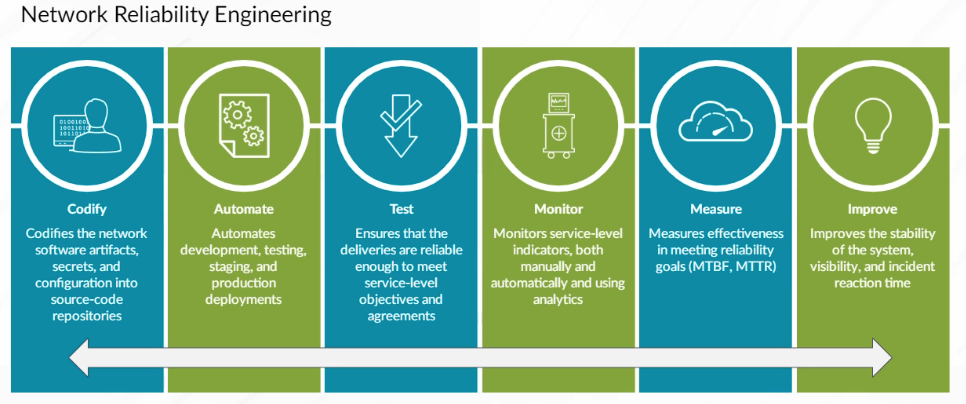 Network Reliability Engineering
Codify
Codifies the network
software artifacts,
secrets, and
configuration into
source-code
repositories
Automate
Automates
development, testing,
staging, and
production
deployments
Test
Ensures that the
deliveries are reliable
enough to meet
service-level
objectives and
agreements
Monitor
Monitors service-level
indicators, both
manually and
automatically and using
analytics
Measure
Measures effectiveness
in meeting reliability
goals (MTBF, MTTR)
Improve
Improves the stability
of the system,
visibility, and incident
reaction time